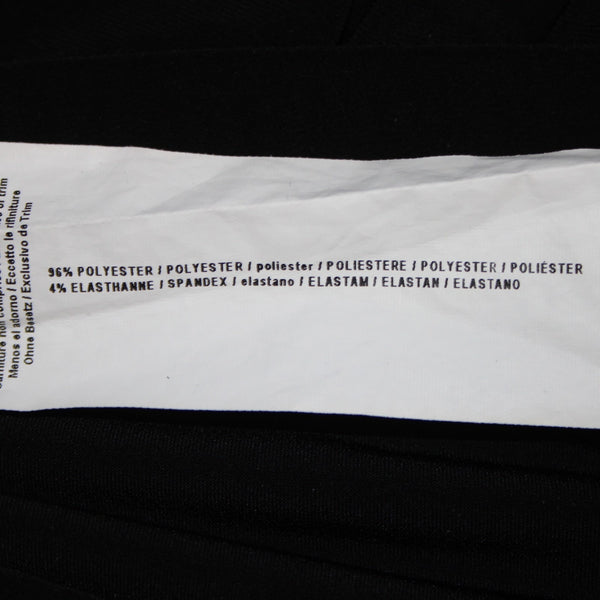 Menos el adorno / Eccetto le rifiniture
Ohne Besatz / Exclusivo de Trim
96% POLYESTER / POLYESTER / poliester / POLIESTERE / POLYESTER / POLIÉSTER
4% ELASTHANNE / SPANDEX / elastano / ELASTAM / ELASTAN / ELASTANO